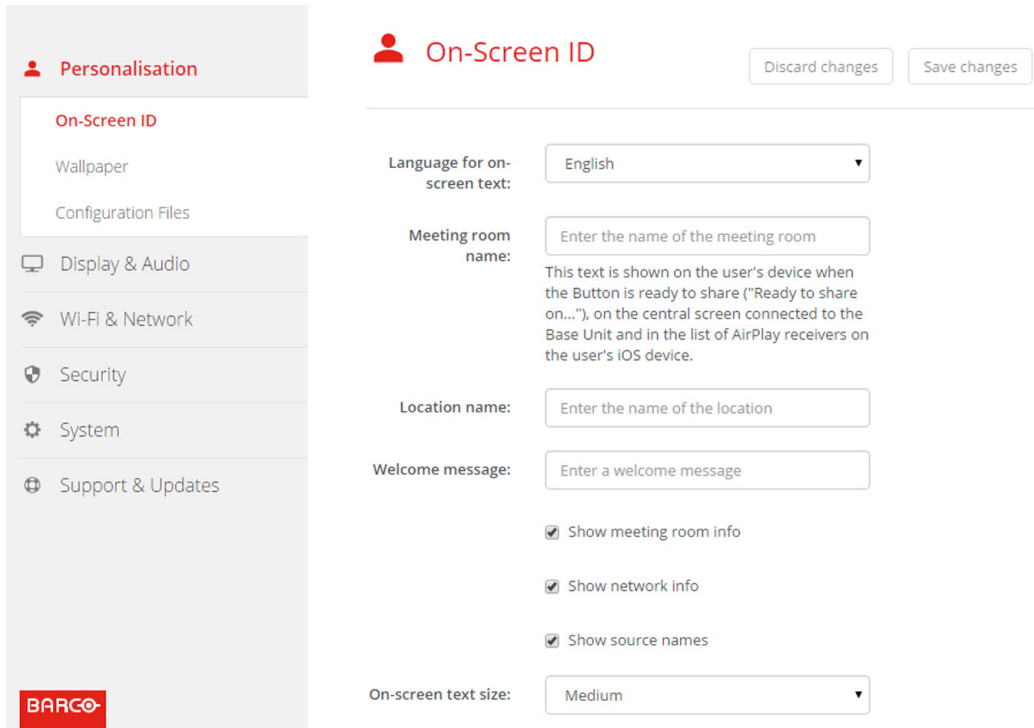 Personalisation
On-Screen ID
Wallpaper
Configuration Files
Display & Audio
Wi-Fi & Network
Security
System
Support & Updates
BARCO
On-Screen ID
Discard changes
Save changes
Language for on-
screen text:
English
Meeting room
name:
Enter the name of the meeting room
This text is shown on the user's device when
the Button is ready to share ("Ready to share
on..."), on the central screen connected to the
Base Unit and in the list of AirPlay receivers on
the user's iOS device.
Location name:
Enter the name of the location
Welcome message:
Enter a welcome message
Show meeting room info
Show network info
Show source names
On-screen text size:
Medium